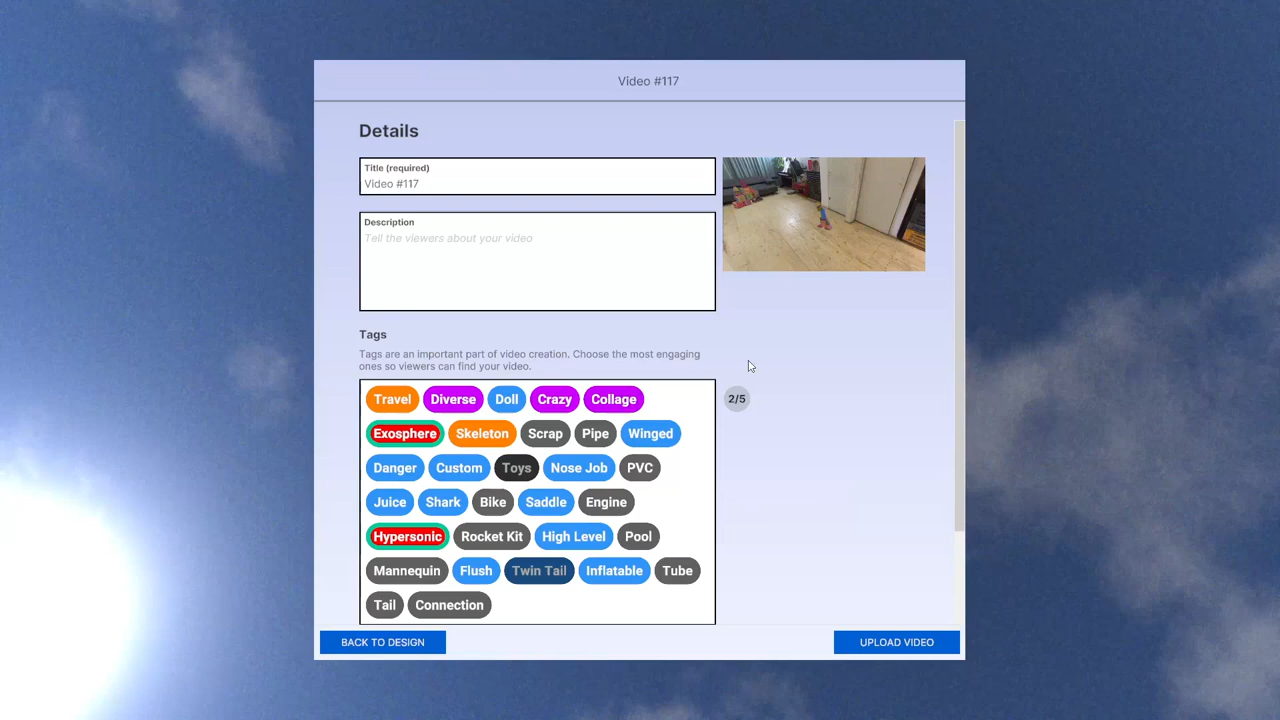 Video #117
Details
Title (required)
Video #117
Description
Tell the viewers about your video
Tags
Tags are an important part of video creation. Choose the most engaging
ones so viewers can find your video.
Travel Diverse Doll Crazy Collage
2/5
Exosphere Skeleton Scrap Pipe Winged
Danger Custom Toys Nose Job PVC
Juice Shark Bike Saddle Engine
Hypersonic Rocket Kit High Level Pool
Mannequin Flush Twin Tail Inflatable Tube
Tail Connection
BACK TO DESIGN
UPLOAD VIDEO